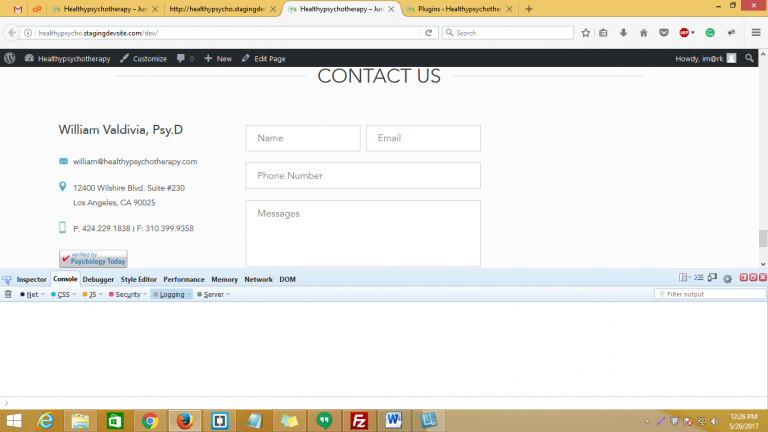 Healthypsychotherapy – Jus
http://healthypsycho.stagingdev
Healthypsychotherapy – Jus
Plugins ‹ Healthypsychother
healthypsycho.stagingdevsite.com/dev/
Search
ABP
Healthypsychotherapy
Customize
0
New
Edit Page
Howdy, im@rk
CONTACT US
William Valdivia, Psy.D
william@healthypsychotherapy.com
12400 Wilshire Blvd. Suite #230
Los Angeles, CA 90025
P: 424.229.1838 I F: 310.399.9358
verified by
Psychology Today
Name
Email
Phone Number
Messages
Inspector Console Debugger Style Editor Performance Memory Network DOM
Net CSS JS Security Logging Server
Filter output
12:26 PM
5/26/2017